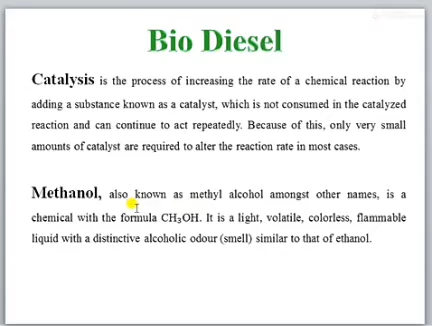 Bio Diesel
Catalysis is the process of increasing the rate of a chemical reaction by
adding a substance known as a catalyst, which is not consumed in the catalyzed
reaction and can continue to act repeatedly. Because of this, only very small
amounts of catalyst are required to alter the reaction rate in most cases.
Methanol, also known as methyl alcohol amongst other names, is a
chemical with the formula CH₃OH. It is a light, volatile, colorless, flammable
liquid with a distinctive alcoholic odour (smell) similar to that of ethanol.